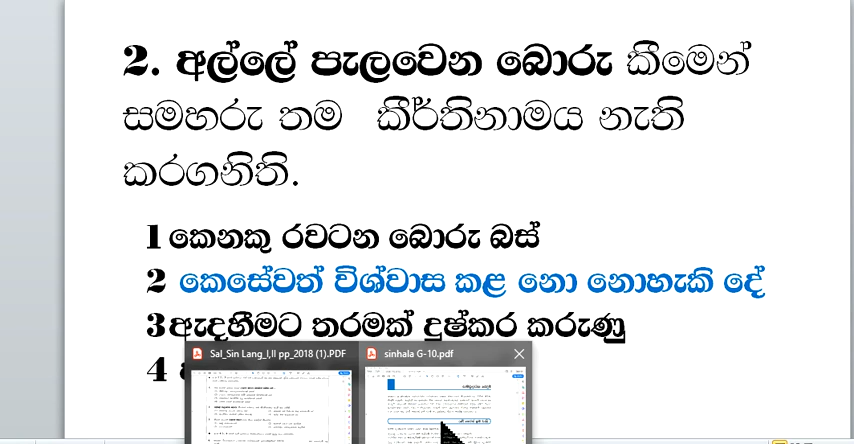 2. අල්ලේ පැලවෙන බොරු කීමෙන්
සමහරු තම කීර්තිනාමය නැති
කරගනිති.
1 කෙනකු රවටන බොරු බස්
2 කෙසේවත් විශ්වාස කළ නො නොහැකි දේ
3 ඇදහීමට තරමක් දුෂ්කර කරුණු
4
Sal_Sin Lang_I,II pp_2018 (1).PDF
sinhala G-10.pdf